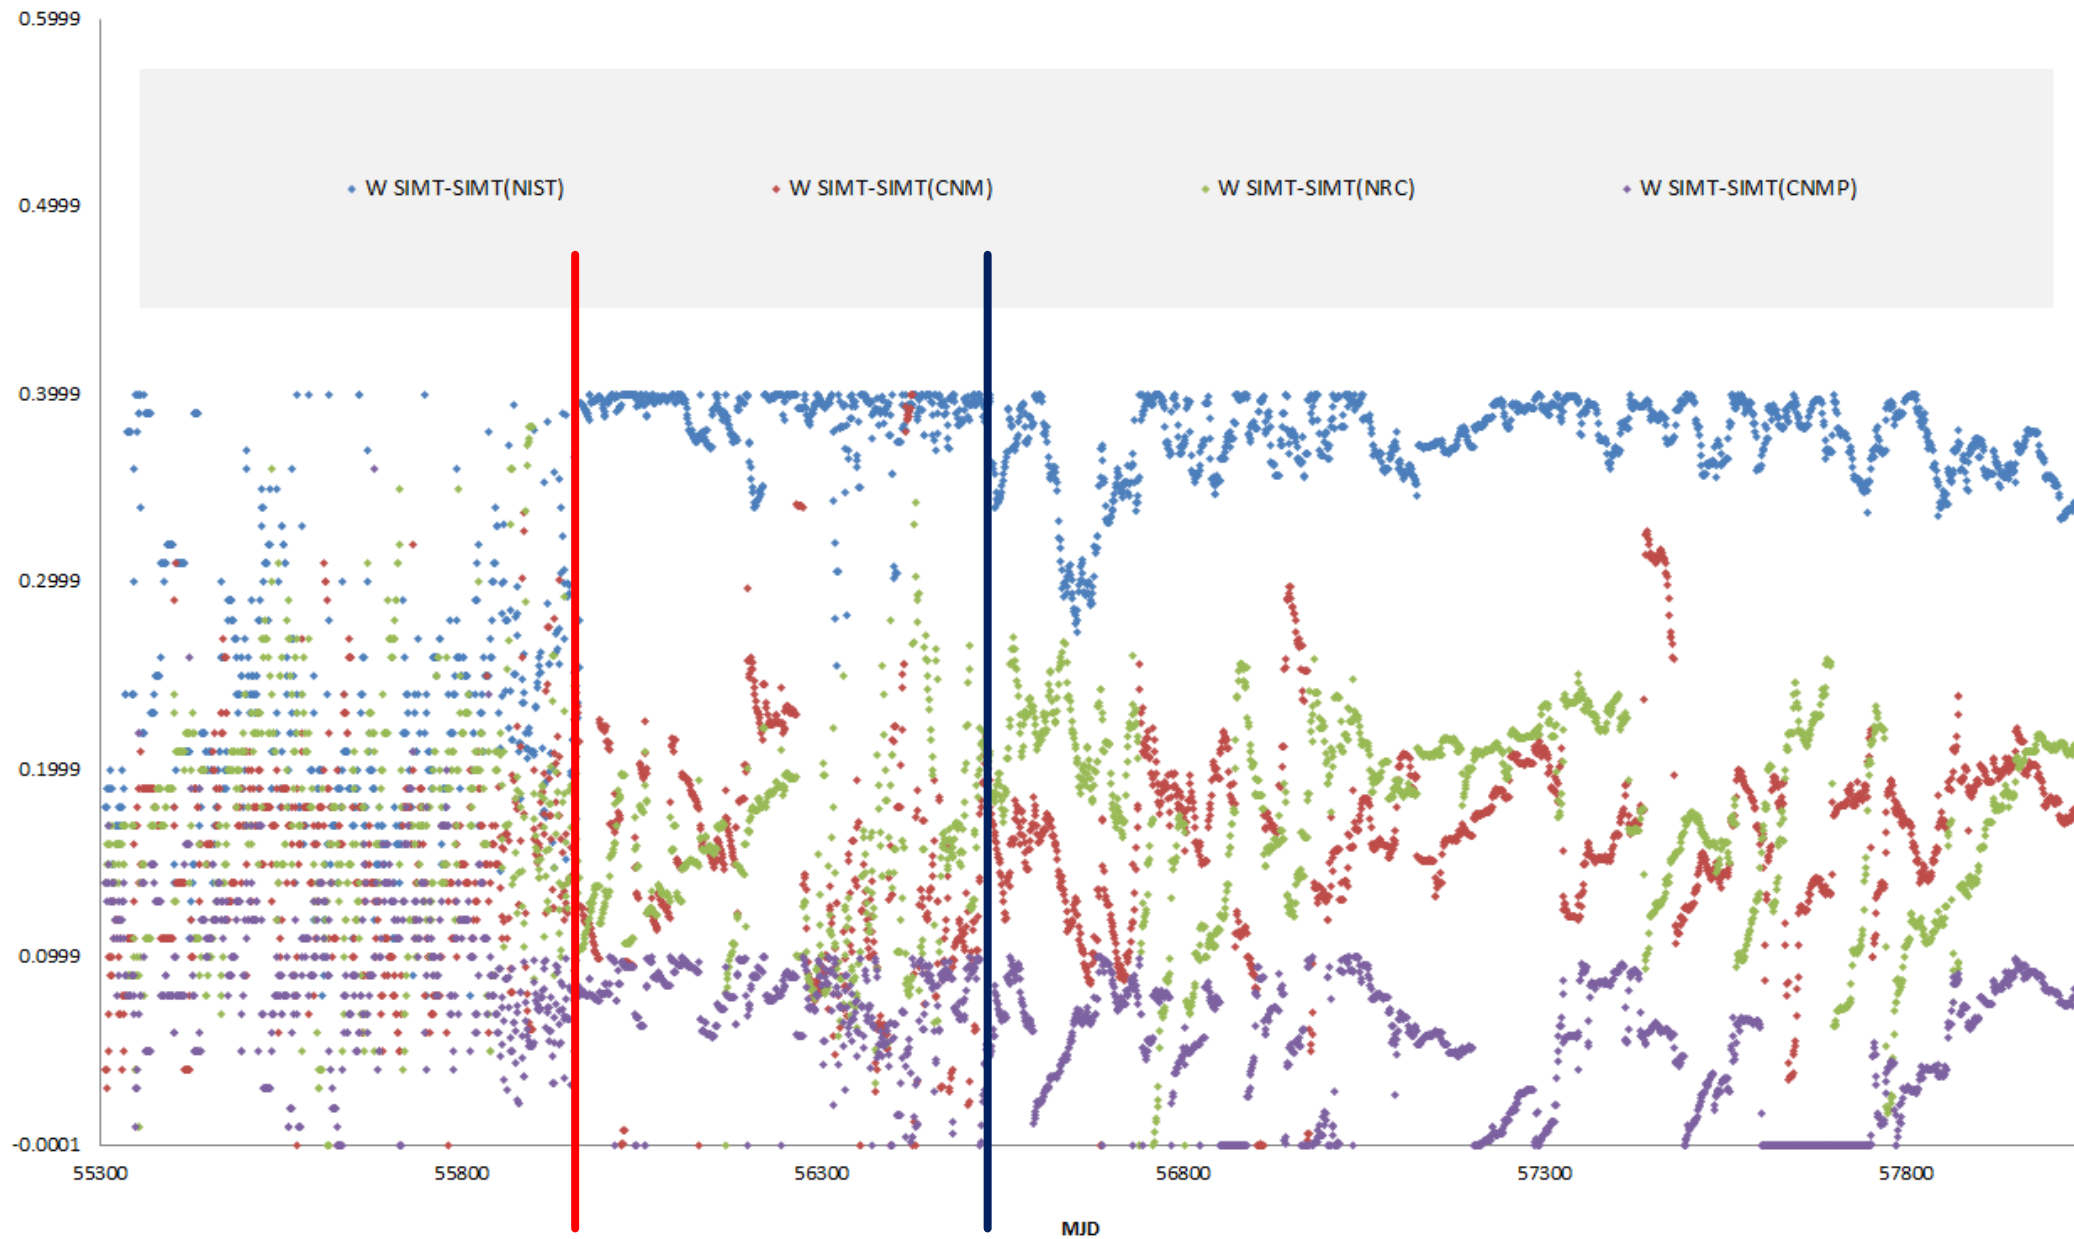 0.5999
W SIMT-SIMT(NIST) W SIMT-SIMT(CNM) W SIMT-SIMT(NRC) W SIMT-SIMT(CNMP)
0.4999
0.3999
0.2999
0.1999
0.0999
-0.0001
55300 55800 56300 56800 57300 57800
MJD